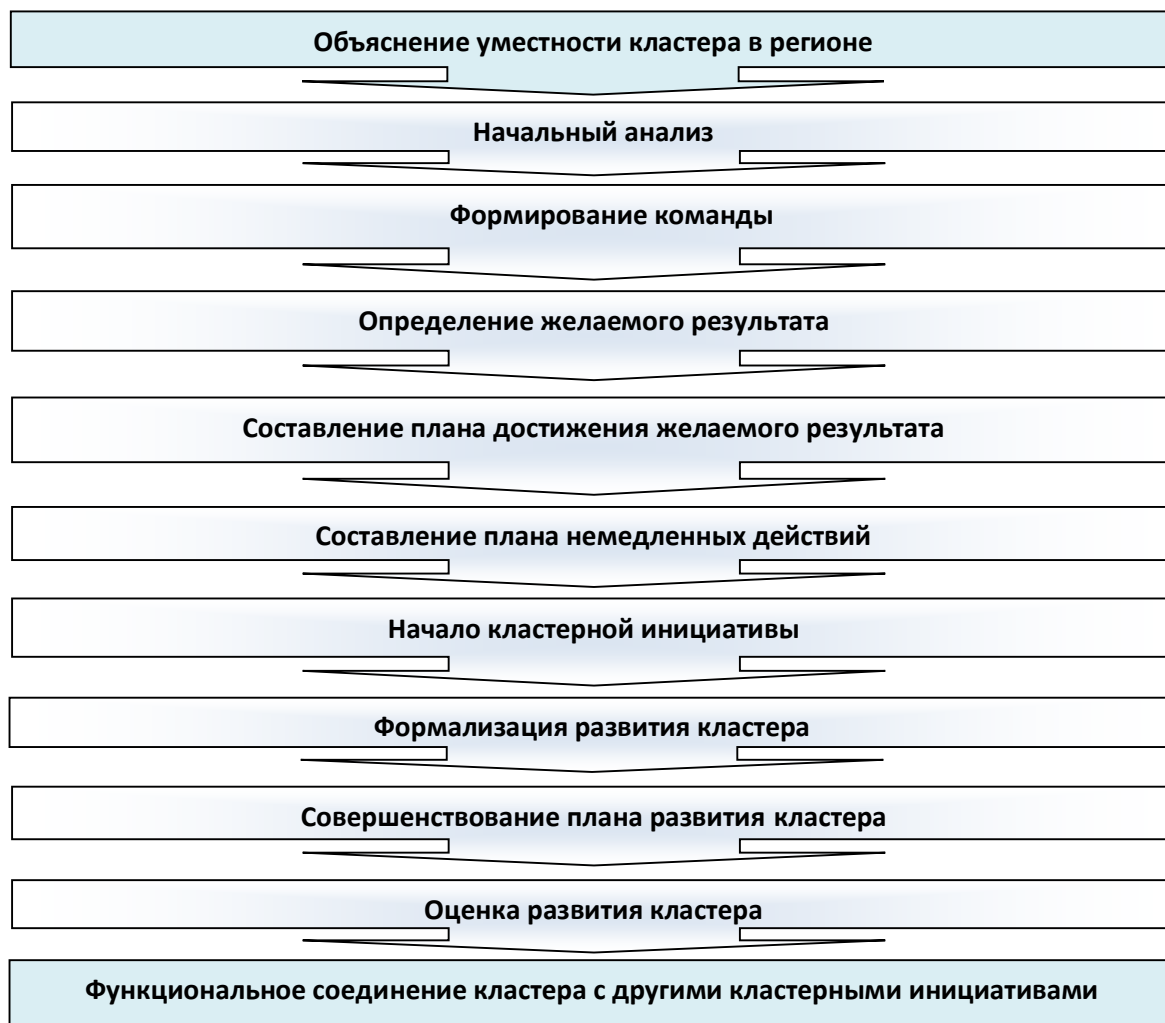 Объяснение уместности кластера в регионе
Начальный анализ
Формирование команды
Определение желаемого результата
Составление плана достижения желаемого результата
Составление плана немедленных действий
Начало кластерной инициативы
Формализация развития кластера
Совершенствование плана развития кластера
Оценка развития кластера
Функциональное соединение кластера с другими кластерными инициативами